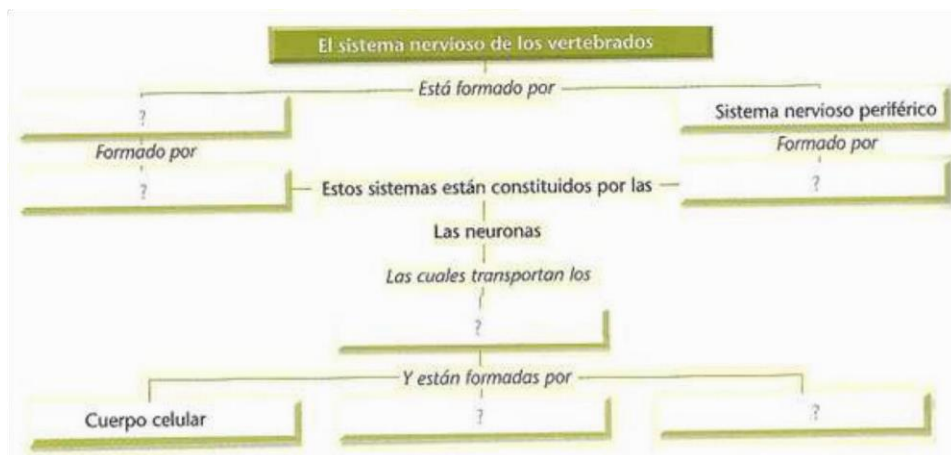 El sistema nervioso de los vertebrados
Está formado por
?
Sistema nervioso periférico
Formado por
Formado por
?
Estos sistemas están constituidos por las
?
Las neuronas
Las cuales transportan los
?
Y están formadas por
Cuerpo celular
?
?